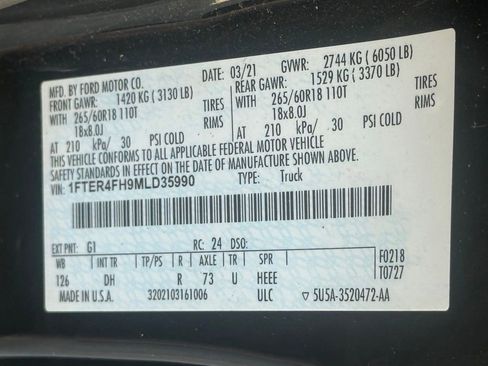 MFD. BY FORD MOTOR CO. DATE: 03/21 GVWR: 2744 KG ( 6050 LB)
FRONT GAWR: 1420 KG ( 3130 LB) REAR GAWR: 1529 KG ( 3370 LB)
WITH 265/60R18 110T TIRES WITH 265/60R18 110T TIRES
18x8.0J RIMS 18x8.0J RIMS
AT 210 kPa/ 30 PSI COLD AT 210 kPa/ 30 PSI COLD
THIS VEHICLE CONFORMS TO ALL APPLICABLE FEDERAL MOTOR VEHICLE
SAFETY STANDARDS IN EFFECT ON THE DATE OF MANUFACTURE SHOWN ABOVE.
VIN: 1FTER4FH9MLD35990 TYPE: Truck
EXT PNT: G1 RC: 24 DSO:
WB INT TR TP/PS R AXLE TR SPR F0218
126 DH R 73 U HEEE T0727
MADE IN U.S.A. 3202103161006 ULC ▽ 5U5A-3520472-AA